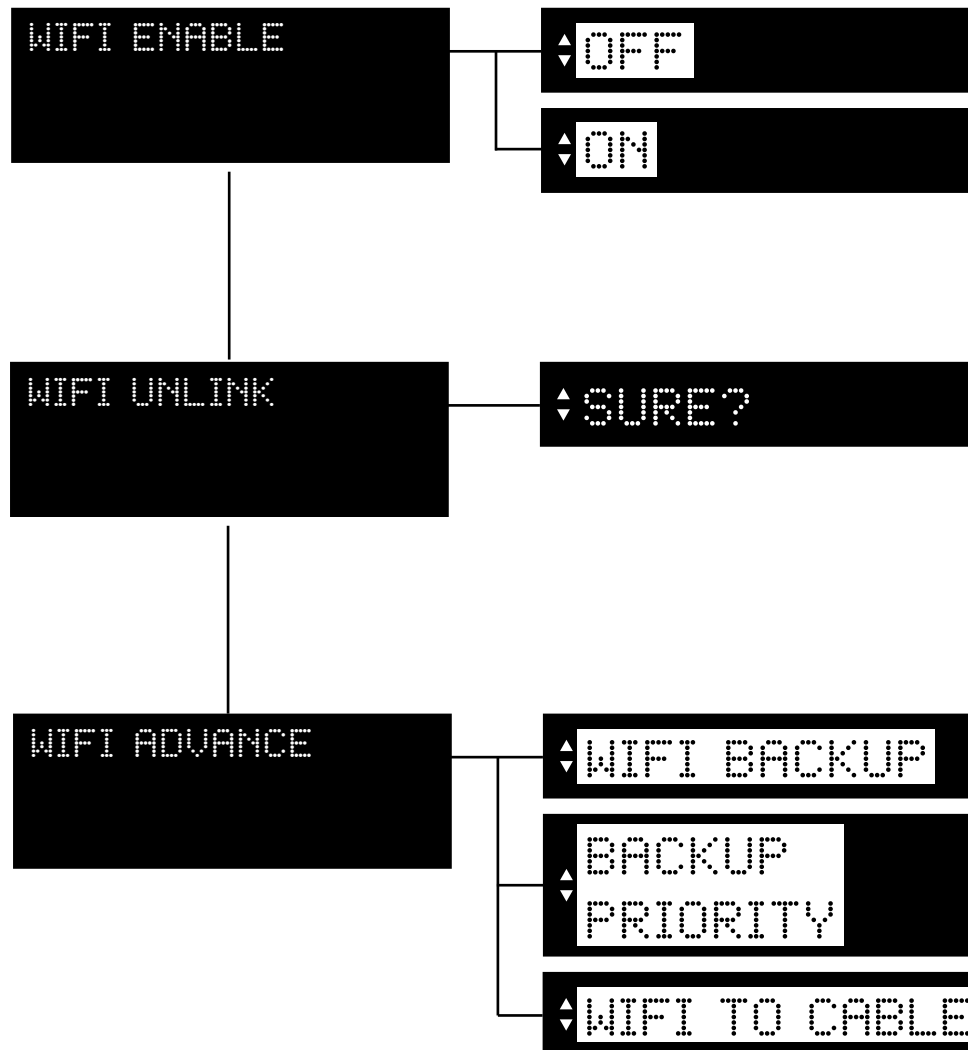 WIFI ENABLE
OFF
ON
WIFI UNLINK
SURE?
WIFI ADVANCE
WIFI BACKUP
BACKUP
PRIORITY
WIFI TO CABLE